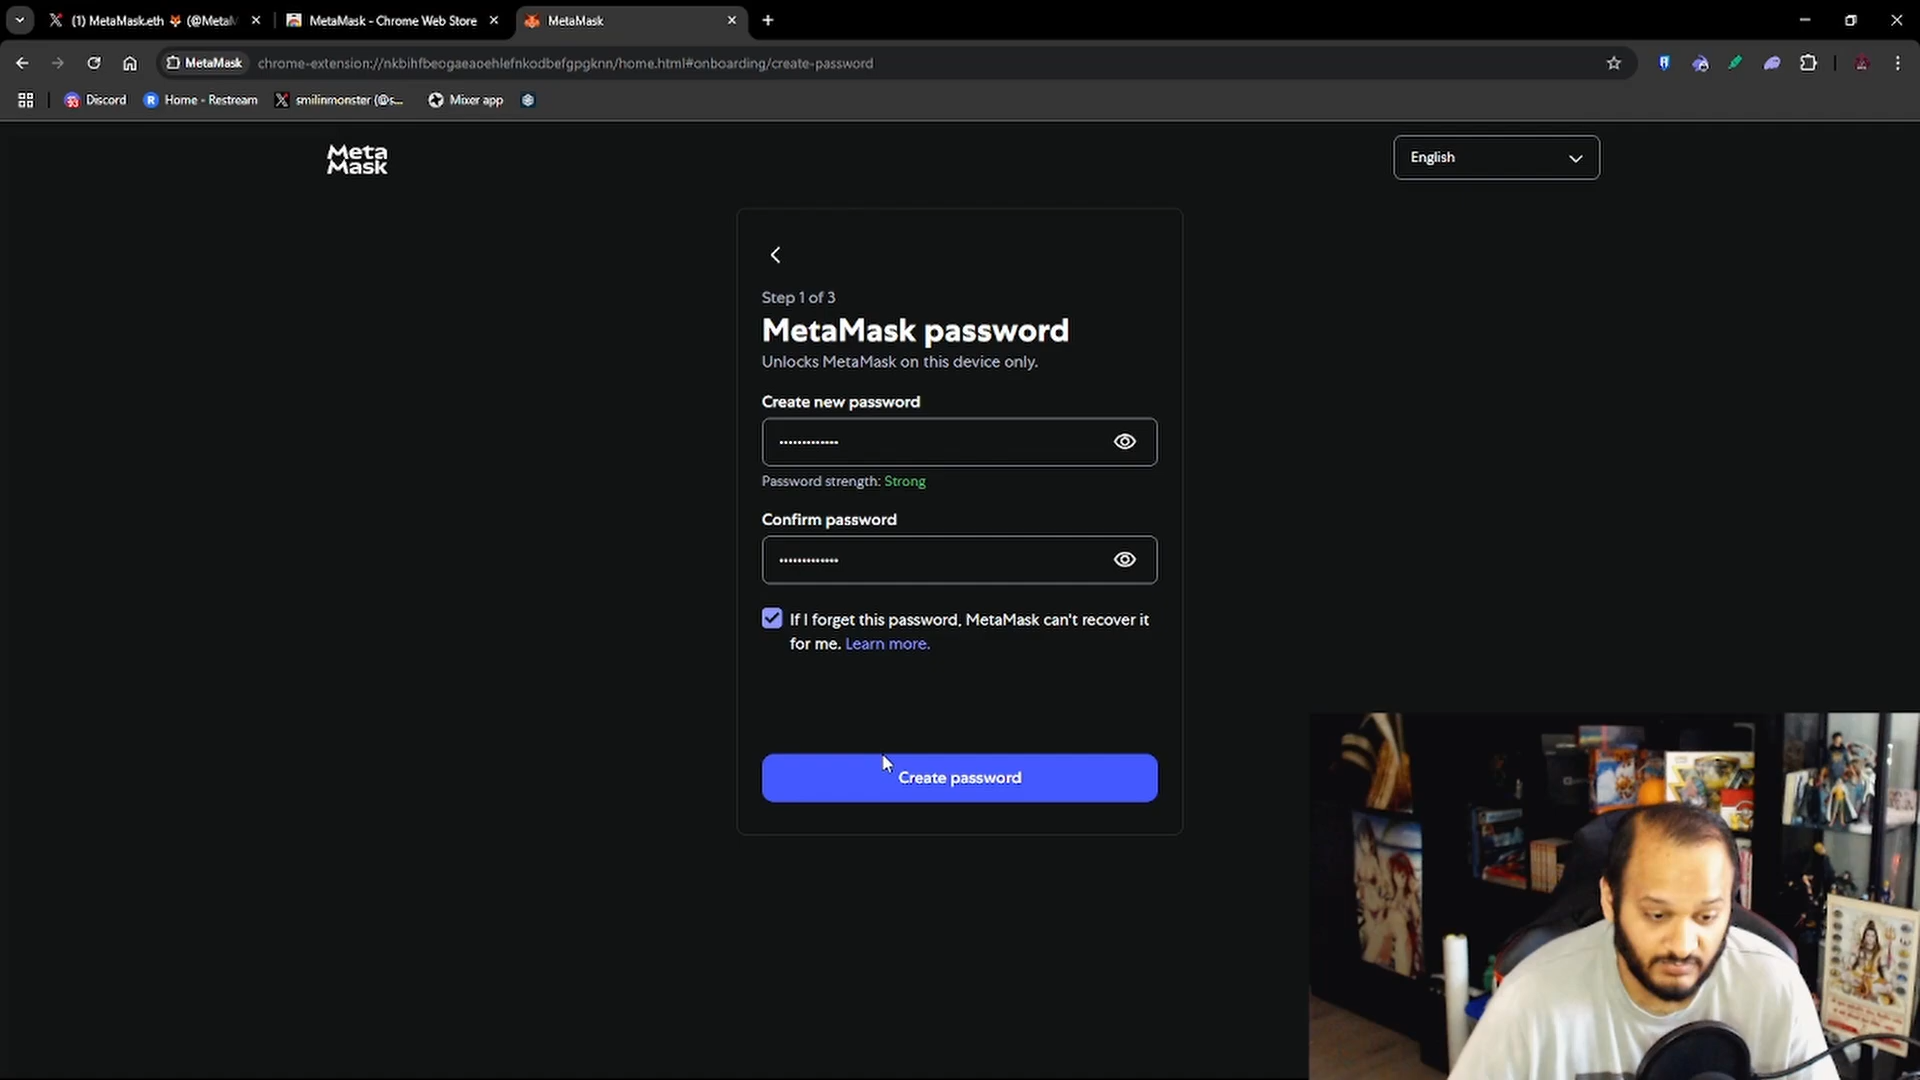 (1) MetaMask.eth 🦊 (@MetaM
MetaMask - Chrome Web Store
MetaMask
MetaMask
chrome-extension://nkbihfbeogaeaoehlefnkodbefgpgknn/home.html#onboarding/create-password
Discord
Home - Restream
smilinmonster (@s...
Mixer app
Meta
Mask
English
Step 1 of 3
MetaMask password
Unlocks MetaMask on this device only.
Create new password
•••••••••••••
Password strength: Strong
Confirm password
•••••••••••••
If I forget this password, MetaMask can't recover it
for me. Learn more.
Create password